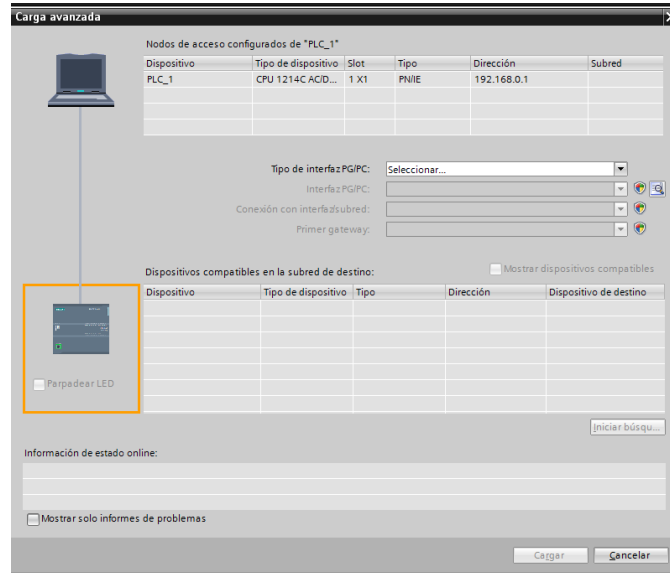 Carga avanzada
Nodos de acceso configurados de "PLC_1"
Dispositivo Tipo de dispositivo Slot Tipo Dirección Subred
PLC_1 CPU 1214C AC/D... 1 X1 PN/IE 192.168.0.1
Tipo de interfaz PG/PC: Seleccionar...
Interfaz PG/PC:
Conexión con interfaz/subred:
Primer gateway:
Dispositivos compatibles en la subred de destino: Mostrar dispositivos compatibles
Dispositivo Tipo de dispositivo Tipo Dirección Dispositivo de destino
Parpadear LED
Iniciar búsqu...
Información de estado online:
Mostrar solo informes de problemas
Cargar Cancelar